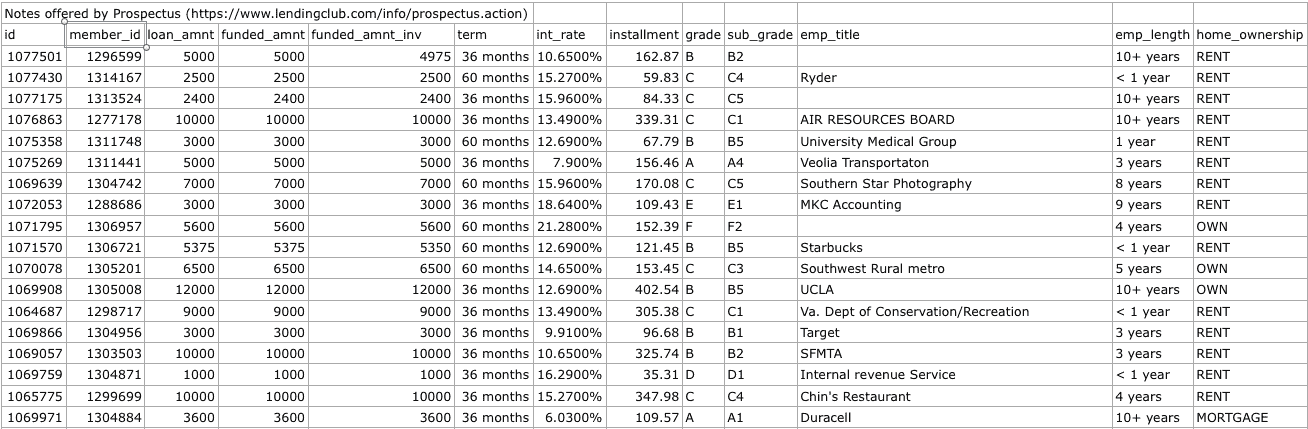 Notes offered by Prospectus (https://www.lendingclub.com/info/prospectus.action)
id member_id loan_amnt funded_amnt funded_amnt_inv term int_rate installment grade sub_grade emp_title emp_length home_ownership
1077501 1296599 5000 5000 4975 36 months 10.6500% 162.87 B B2 10+ years RENT
1077430 1314167 2500 2500 2500 60 months 15.2700% 59.83 C C4 Ryder < 1 year RENT
1077175 1313524 2400 2400 2400 36 months 15.9600% 84.33 C C5 10+ years RENT
1076863 1277178 10000 10000 10000 36 months 13.4900% 339.31 C C1 AIR RESOURCES BOARD 10+ years RENT
1075358 1311748 3000 3000 3000 60 months 12.6900% 67.79 B B5 University Medical Group 1 year RENT
1075269 1311441 5000 5000 5000 36 months 7.900% 156.46 A A4 Veolia Transportaton 3 years RENT
1069639 1304742 7000 7000 7000 60 months 15.9600% 170.08 C C5 Southern Star Photography 8 years RENT
1072053 1288686 3000 3000 3000 36 months 18.6400% 109.43 E E1 MKC Accounting 9 years RENT
1071795 1306957 5600 5600 5600 60 months 21.2800% 152.39 F F2 4 years OWN
1071570 1306721 5375 5375 5350 60 months 12.6900% 121.45 B B5 Starbucks < 1 year RENT
1070078 1305201 6500 6500 6500 60 months 14.6500% 153.45 C C3 Southwest Rural metro 5 years OWN
1069908 1305008 12000 12000 12000 36 months 12.6900% 402.54 B B5 UCLA 10+ years OWN
1064687 1298717 9000 9000 9000 36 months 13.4900% 305.38 C C1 Va. Dept of Conservation/Recreation < 1 year RENT
1069866 1304956 3000 3000 3000 36 months 9.9100% 96.68 B B1 Target 3 years RENT
1069057 1303503 10000 10000 10000 36 months 10.6500% 325.74 B B2 SFMTA 3 years RENT
1069759 1304871 1000 1000 1000 36 months 16.2900% 35.31 D D1 Internal revenue Service < 1 year RENT
1065775 1299699 10000 10000 10000 36 months 15.2700% 347.98 C C4 Chin's Restaurant 4 years RENT
1069971 1304884 3600 3600 3600 36 months 6.0300% 109.57 A A1 Duracell 10+ years MORTGAGE